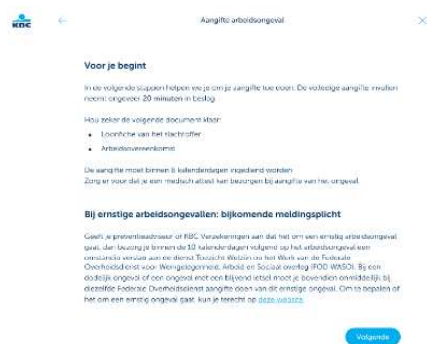 KBC
Aangifte arbeidsongeval
Voor je begint
In de volgende stappen helpen we je om je aangifte toe doen. De volledige aangifte invullen
neemt ongeveer 20 minuten in beslag.
Hou zeker de volgende document klaar:
• Loonfiche van het slachtoffer
• Arbeidsovereenkomst
De aangifte moet binnen 8 kalenderdagen ingediend worden
Zorg er voor dat je een medisch attest kan bezorgen bij aangifte van het ongeval.
Bij ernstige arbeidsongevallen: bijkomende meldingsplicht
Geeft je preventieadviseur of KBC Verzekeringen aan dat het om een ernstig arbeidsongeval
gaat, dan bezorg je binnen de 10 kalenderdagen volgend op het arbeidsongeval een
omstandig verslag aan de dienst Toezicht Welzijn op het Werk van de Federale
Overheidsdienst voor Werkgelegenheid, Arbeid en Sociaal overleg (FOD WASO). Bij een
dodelijk ongeval of een ongeval met een blijvend letsel moet je bovendien onmiddellijk bij
diezelfde Federale Overheidsdienst aangifte doen van dit ernstige ongeval. Om te bepalen of
het om een ernstig ongeval gaat, kun je terecht op deze website.
Volgende